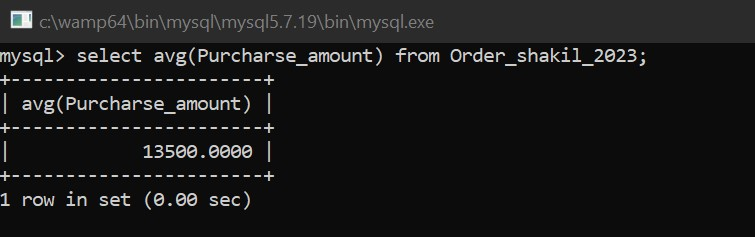 c:\wamp64\bin\mysql\mysql5.7.19\bin\mysql.exe
mysql> select avg(Purcharse_amount) from Order_shakil_2023;
+-----------------------+
| avg(Purcharse_amount) |
+-----------------------+
|            13500.0000 |
+-----------------------+
1 row in set (0.00 sec)